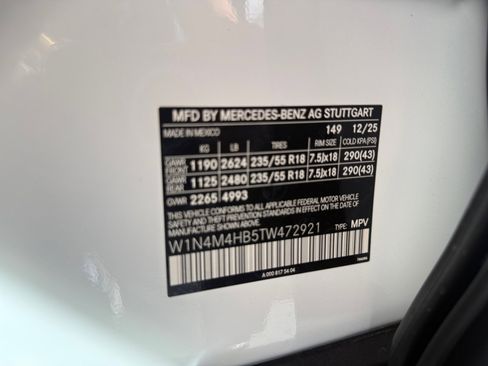 MFD BY MERCEDES-BENZ AG STUTTGART
MADE IN MEXICO 149 12/25
KG LB TIRES RIM SIZE COLD KPA(PSI)
GAWR FRONT 1190 2624 235/55 R18 7.5Jx18 290(43)
GAWR REAR 1125 2480 235/55 R18 7.5Jx18 290(43)
GVWR 2265 4993
THIS VEHICLE CONFORMS TO ALL APPLICABLE FEDERAL MOTOR VEHICLE
SAFETY AND THEFT PREVENTION STANDARDS IN EFFECT ON THE DATE OF
MANUFACTURE SHOWN ABOVE.
W1N4M4HB5TW472921 TYPE: MPV
A 000 817 54 04